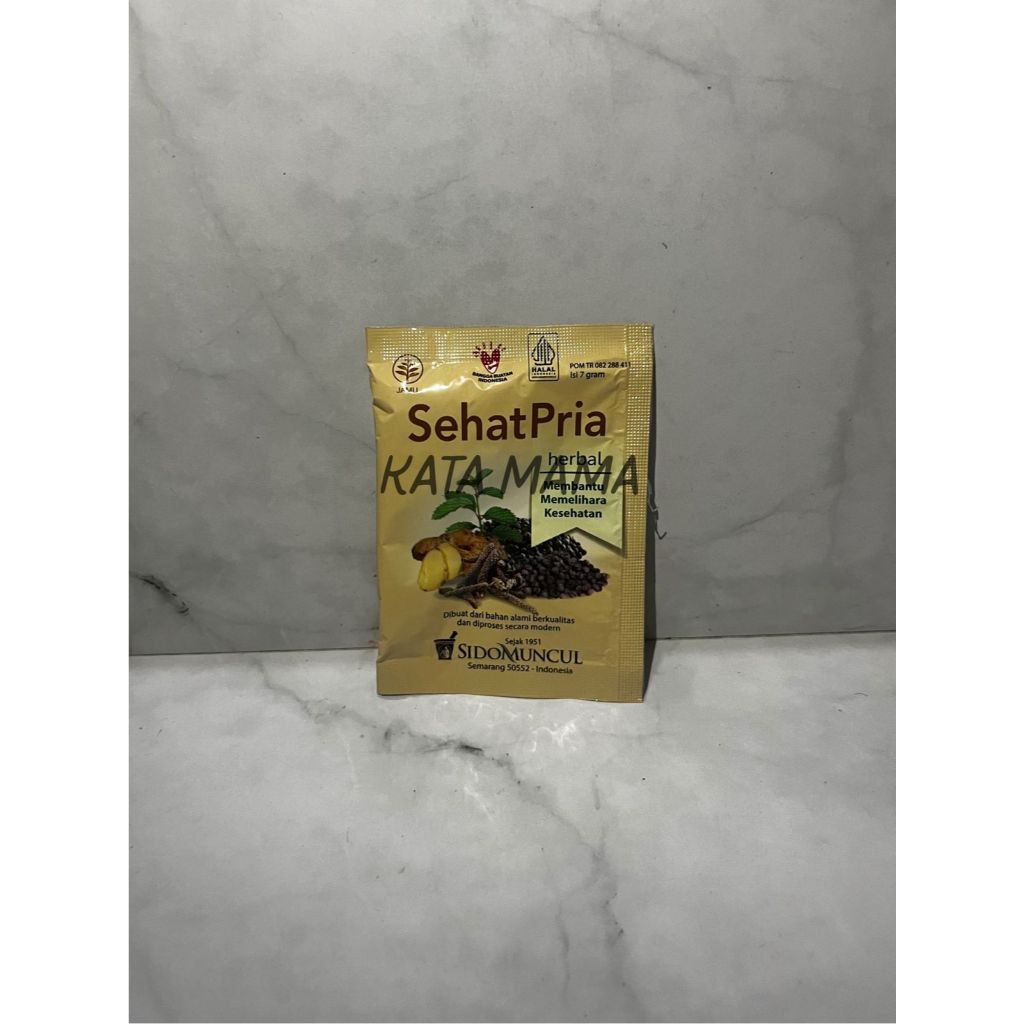 JAMU
BANGGA BUATAN
INDONESIA
HALAL
INDONESIA
POM TR 082 288 411
Isi 7 gram
SehatPria
herbal
KATA MAMA
Membantu
Memelihara
Kesehatan
Dibuat dari bahan alami berkualitas
dan diproses secara modern
Sejak 1951
SIDOMUNCUL
Semarang 50552 - Indonesia